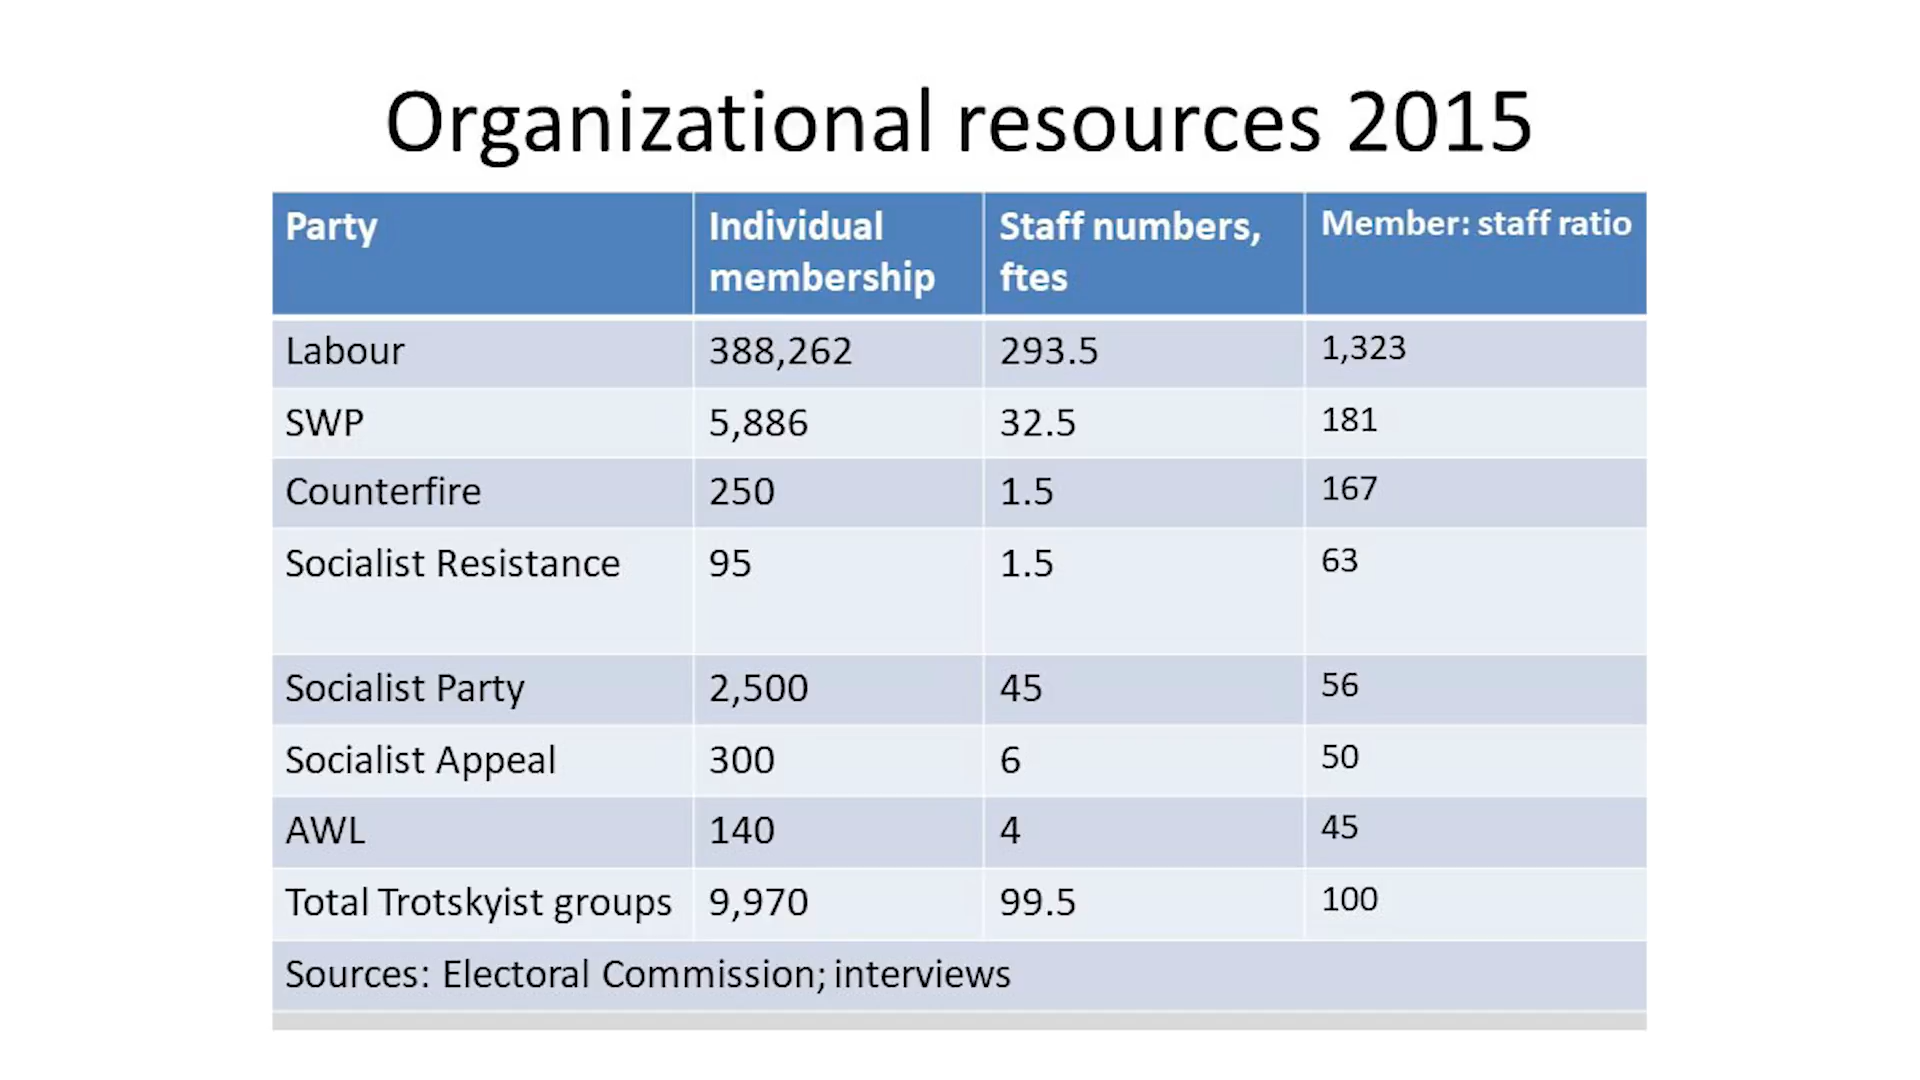 Organizational resources 2015
Party Individual membership Staff numbers, ftes Member: staff ratio
Labour 388,262 293.5 1,323
SWP 5,886 32.5 181
Counterfire 250 1.5 167
Socialist Resistance 95 1.5 63
Socialist Party 2,500 45 56
Socialist Appeal 300 6 50
AWL 140 4 45
Total Trotskyist groups 9,970 99.5 100
Sources: Electoral Commission; interviews